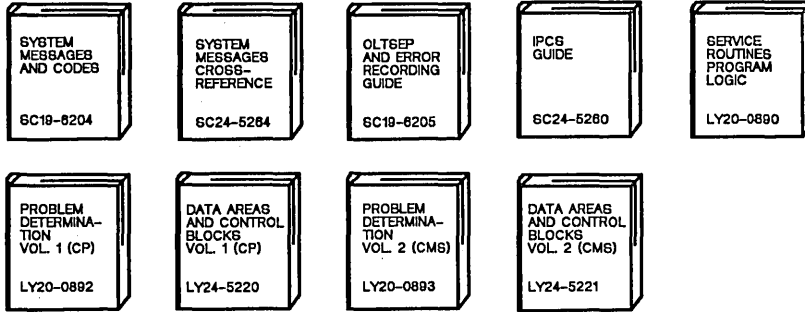 SYSTEM
MESSAGES
AND CODES
SC19-6204
SYSTEM
MESSAGES
CROSS-
REFERENCE
SC24-5264
OLTSEP
AND ERROR
RECORDING
GUIDE
SC19-6205
IPCS
GUIDE
SC24-5260
SERVICE
ROUTINES
PROGRAM
LOGIC
LY20-0890
PROBLEM
DETERMINA-
TION
VOL. 1 (CP)
LY20-0892
DATA AREAS
AND CONTROL
BLOCKS
VOL. 1 (CP)
LY24-5220
PROBLEM
DETERMINA-
TION
VOL. 2 (CMS)
LY20-0893
DATA AREAS
AND CONTROL
BLOCKS
VOL. 2 (CMS)
LY24-5221